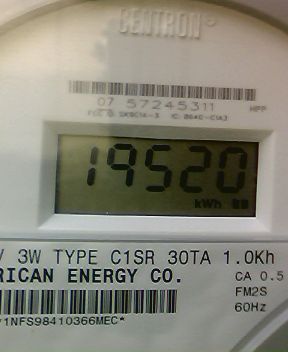 CENTRON®
07 57245311 HPP
19520
kWh
V 3W TYPE C1SR 30TA 1.0Kh
RICAN ENERGY CO. CA 0.5
FM2S
*1NFS98410366MEC* 60Hz